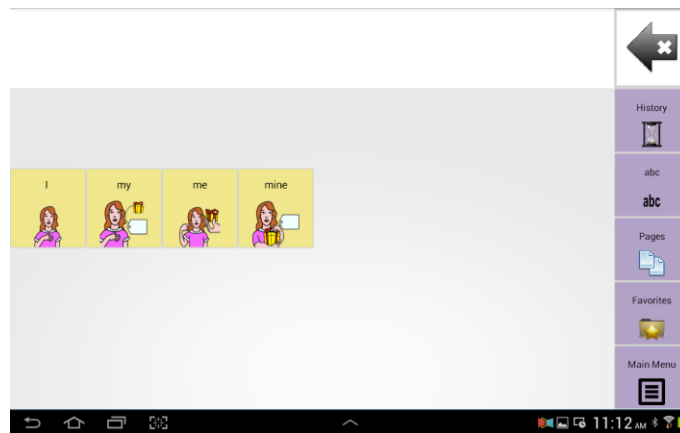 History
abc
abc
I my me mine
Pages
Favorites
Main Menu
11:12 AM